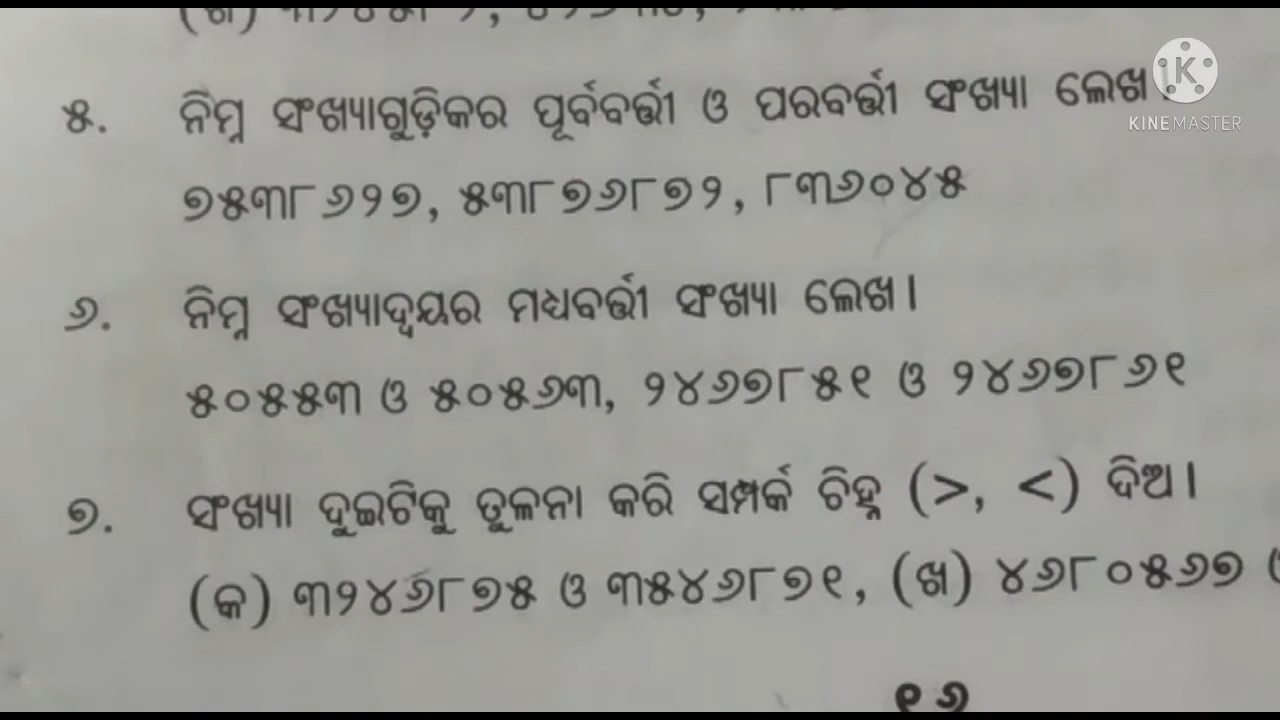 ୫. ନିମ୍ନ ସଂଖ୍ୟାଗୁଡ଼ିକର ପୂର୍ବବର୍ତ୍ତୀ ଓ ପରବର୍ତ୍ତୀ ସଂଖ୍ୟା ଲେଖ।
KINEMASTER
୭୫୩୮୬୨୭, ୫୩୮୭୬୮୭୨, ୮୩୬୦୪୫
୬. ନିମ୍ନ ସଂଖ୍ୟାଦ୍ୱୟର ମଧ୍ୟବର୍ତ୍ତୀ ସଂଖ୍ୟା ଲେଖ।
୫୦୫୫୩ ଓ ୫୦୫୬୩, ୨୪୬୭୮୫୧ ଓ ୨୪୬୭୮୬୧
୭. ସଂଖ୍ୟା ଦୁଇଟିକୁ ତୁଳନା କରି ସମ୍ପର୍କ ଚିହ୍ନ (>, <) ଦିଅ।
(କ) ୩୨୪୬୮୭୫ ଓ ୩୫୪୬୮୭୧, (ଖ) ୪୬୮୦୫୬୭
୧୬